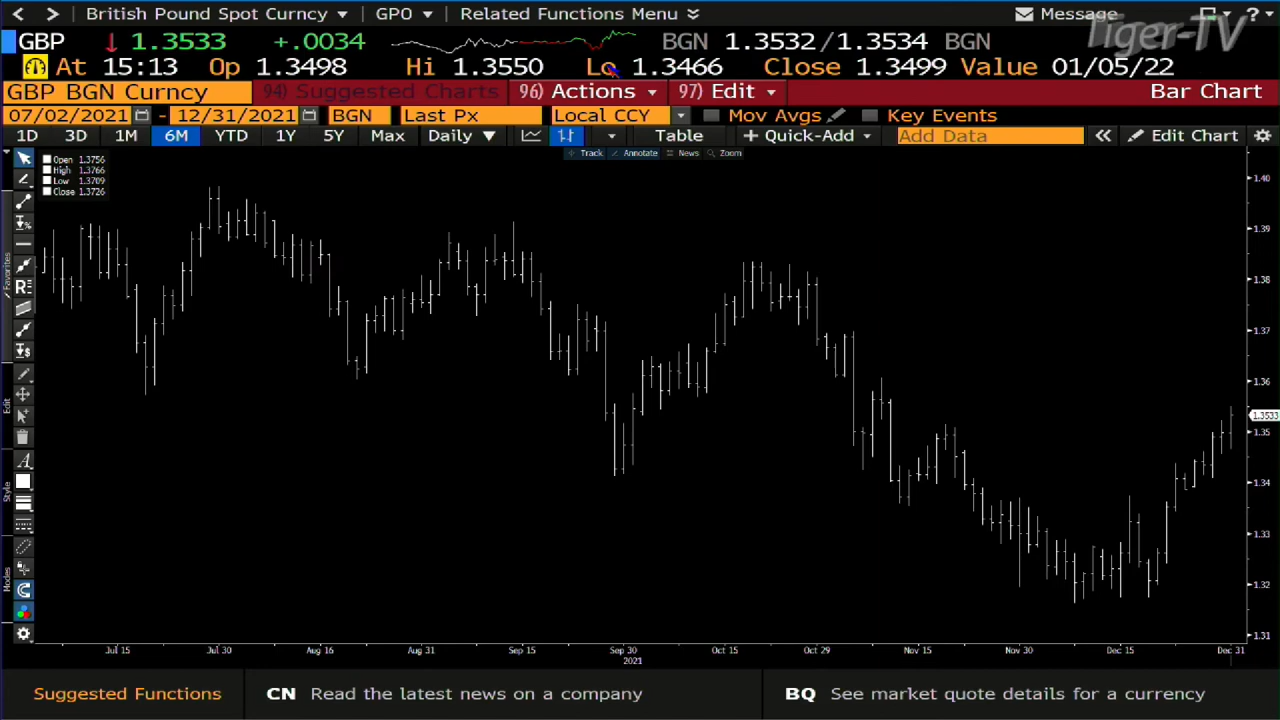 British Pound Spot Curncy GPO Related Functions Menu Message ?
Tiger-TV
GBP 1.3533 +.0034 BGN 1.3532/1.3534 BGN
At 15:13 Op 1.3498 Hi 1.3550 Lo 1.3466 Close 1.3499 Value 01/05/22
GBP BGN Curncy 94) Suggested Charts 96) Actions 97) Edit Bar Chart
07/02/2021 - 12/31/2021 BGN Last Px Local CCY Mov Avgs Key Events
1D 3D 1M 6M YTD 1Y 5Y Max Daily Table + Quick-Add Add Data « Edit Chart
Track Annotate News Zoom
Open 1.3756
High 1.3766
Low 1.3709
Close 1.3726
Favorites
Edit
Style
Modes
1.40
1.39
1.38
1.37
1.36
1.3533
1.35
1.34
1.33
1.32
1.31
Jul 15 Jul 30 Aug 16 Aug 31 Sep 15 Sep 30 Oct 15 Oct 29 Nov 15 Nov 30 Dec 15 Dec 31
2021
Suggested Functions CN Read the latest news on a company BQ See market quote details for a currency